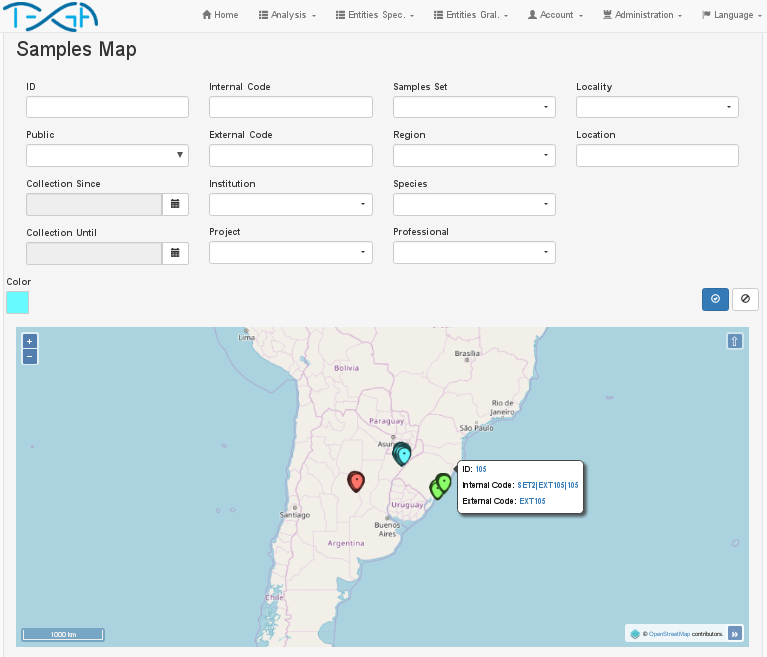 Home Analysis Entities Spec. Entities Gral. Account Administration Language
Samples Map
ID Internal Code Samples Set Locality
Public External Code Region Location
Collection Since Institution Species
Collection Until Project Professional
Color
+
−
⇧
Lima
Brasília
Bolivia
Rio de
Janeiro
Paraguay
São Paulo
ID: 105
Internal Code: SET2|EXT105|105
External Code: EXT105
Uruguay
Santiago
Buenos
Aires
Argentina
Chile
1000 km
© OpenStreetMap contributors. »